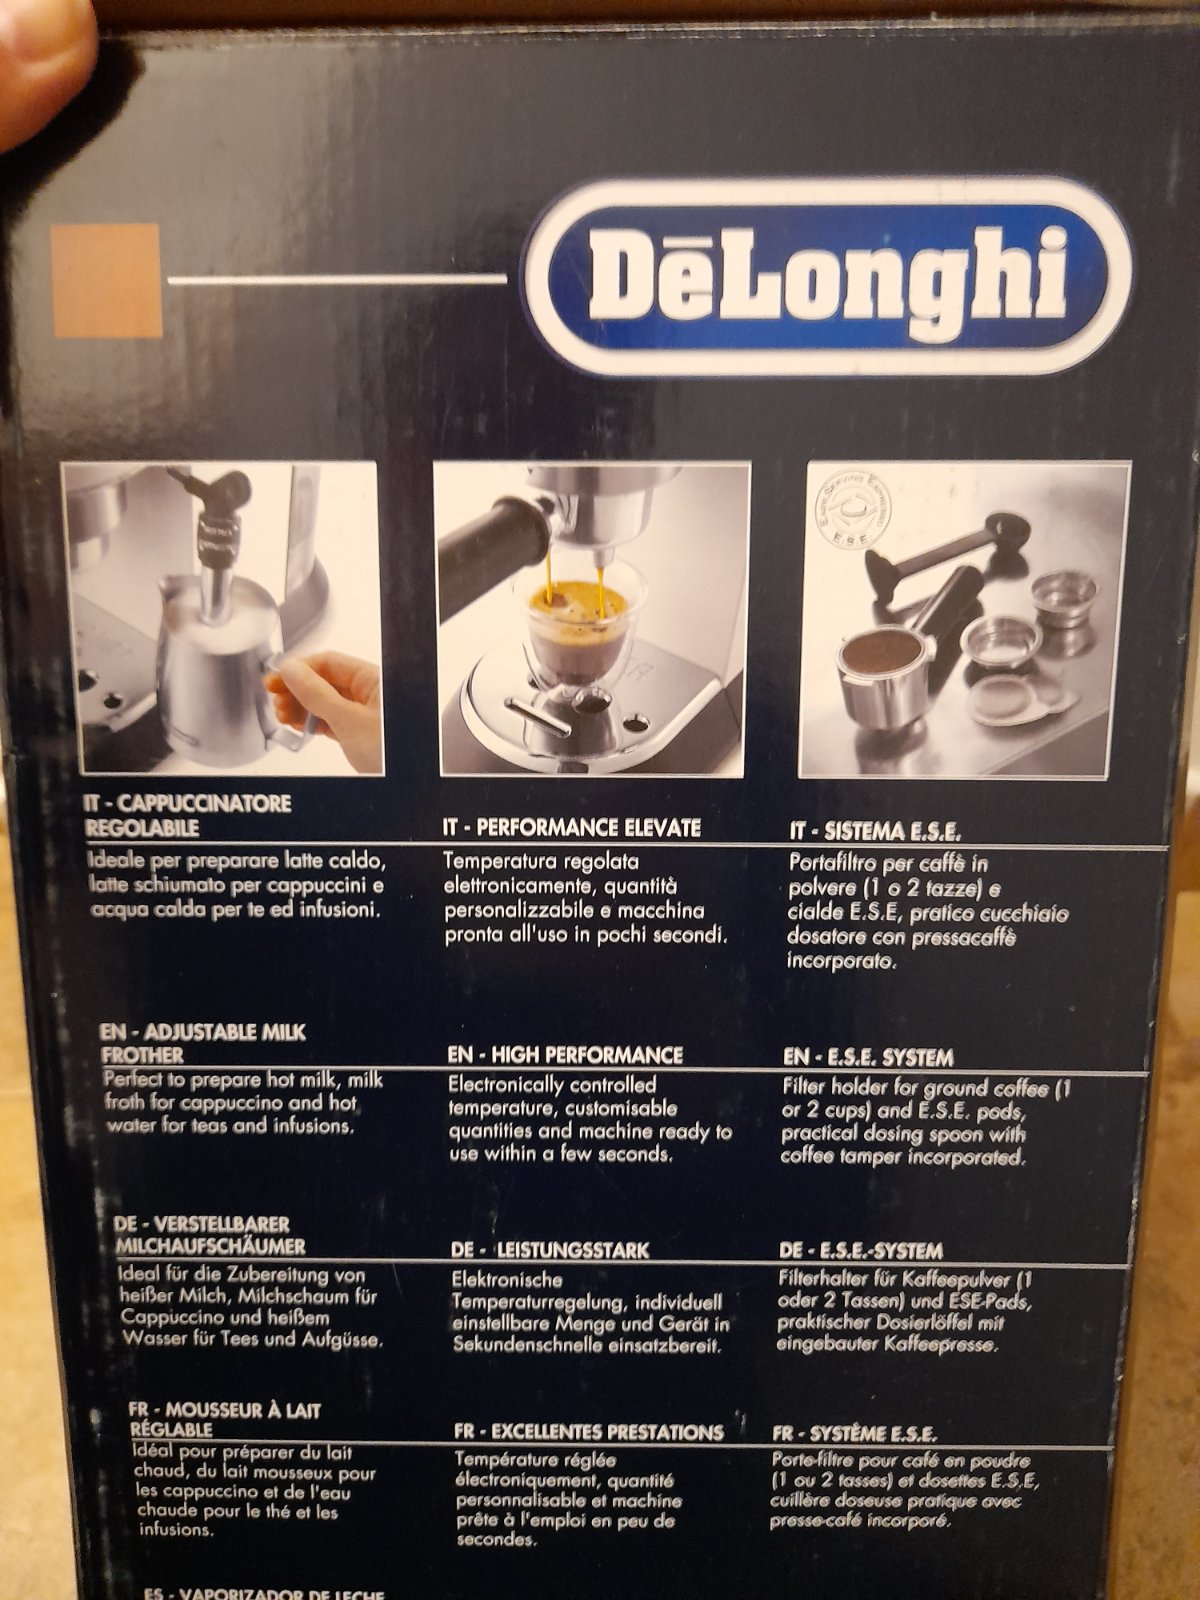 DēLonghi
EASY SERVING ESPRESSO
E.S.E
IT - CAPPUCCINATORE
REGOLABILE
Ideale per preparare latte caldo,
latte schiumato per cappuccini e
acqua calda per te ed infusioni.
IT - PERFORMANCE ELEVATE
Temperatura regolata
elettronicamente, quantità
personalizzabile e macchina
pronta all'uso in pochi secondi.
IT - SISTEMA E.S.E.
Portafiltro per caffè in
polvere (1 o 2 tazze) e
cialde E.S.E, pratico cucchiaio
dosatore con pressacaffè
incorporato.
EN - ADJUSTABLE MILK
FROTHER
Perfect to prepare hot milk, milk
froth for cappuccino and hot
water for teas and infusions.
EN - HIGH PERFORMANCE
Electronically controlled
temperature, customisable
quantities and machine ready to
use within a few seconds.
EN - E.S.E. SYSTEM
Filter holder for ground coffee (1
or 2 cups) and E.S.E. pods,
practical dosing spoon with
coffee tamper incorporated.
DE - VERSTELLBARER
MILCHAUFSCHÄUMER
Ideal für die Zubereitung von
heißer Milch, Milchschaum für
Cappuccino und heißem
Wasser für Tees und Aufgüsse.
DE - LEISTUNGSSTARK
Elektronische
Temperaturregelung, individuell
einstellbare Menge und Gerät in
Sekundenschnelle einsatzbereit.
DE - E.S.E.-SYSTEM
Filterhalter für Kaffeepulver (1
oder 2 Tassen) und ESE-Pads,
praktischer Dosierlöffel mit
eingebauter Kaffeepresse.
FR - MOUSSEUR À LAIT
RÉGLABLE
Idéal pour préparer du lait
chaud, du lait mousseux pour
les cappuccino et de l'eau
chaude pour le thé et les
infusions.
FR - EXCELLENTES PRESTATIONS
Température réglée
électroniquement, quantité
personnalisable et machine
prête à l'emploi en peu de
secondes.
FR - SYSTÈME E.S.E.
Porte-filtre pour café en poudre
(1 ou 2 tasses) et dosettes E.S.E,
cuillère doseuse pratique avec
presse-café incorporé.
ES - VAPORIZADOR DE LECHE